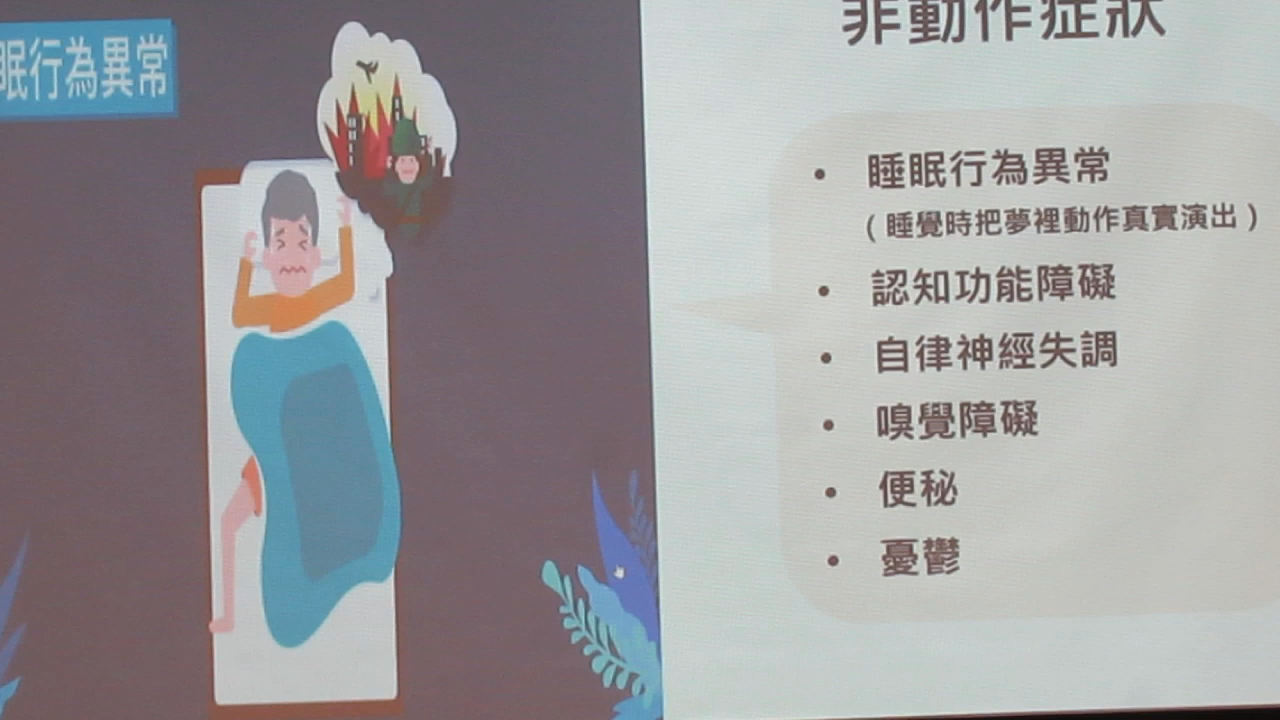 眠行為異常
非動作症狀
• 睡眠行為異常
（睡覺時把夢裡動作真實演出）
• 認知功能障礙
• 自律神經失調
• 嗅覺障礙
• 便秘
• 憂鬱